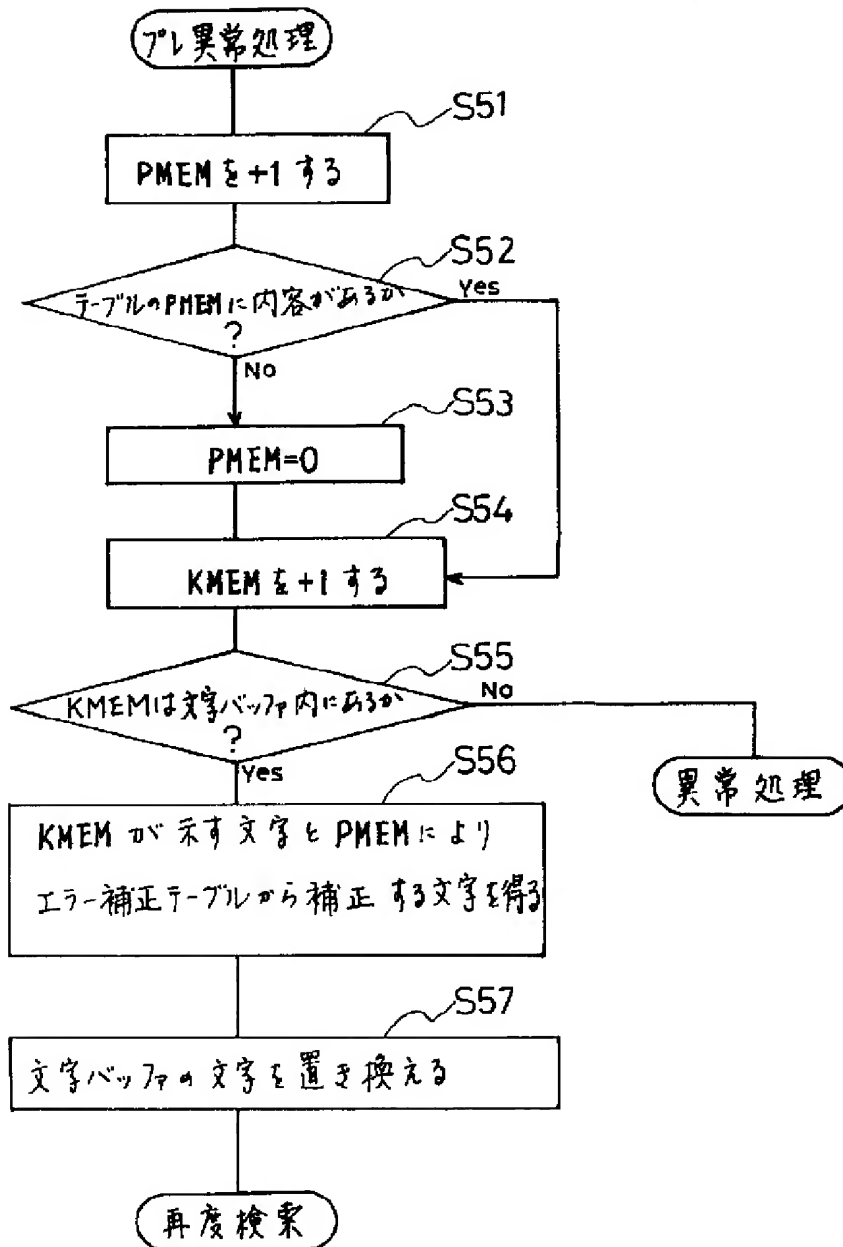 プレ異常処理
S51
PMEMを+1する
S52
テーブルのPMEMに内容があるか
?
Yes
No
S53
PMEM=0
S54
KMEMを+1する
S55
KMEMは文字バッファ内にあるか
?
No
Yes
異常処理
S56
KMEMが示す文字とPMEMにより
エラー補正テーブルから補正する文字を得る
S57
文字バッファの文字を置き換える
再度検索